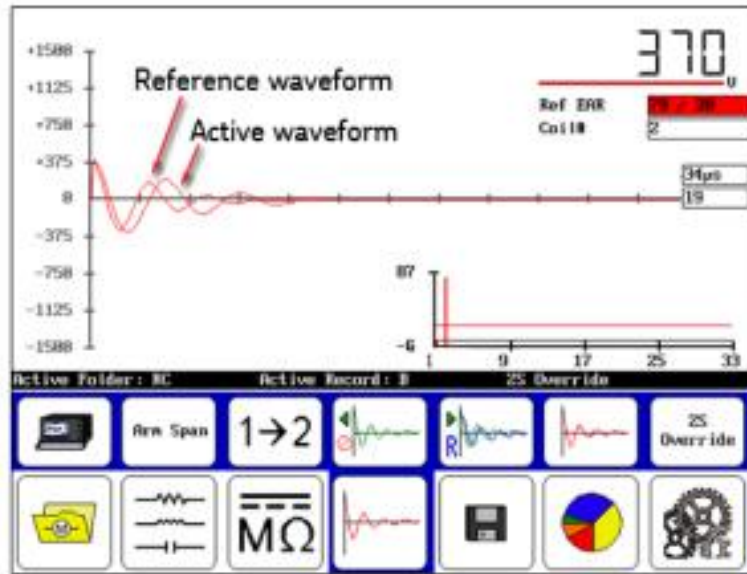 370
V
+1500
+1125
+750
+375
0
-375
-750
-1125
-1500
Reference waveform
Active waveform
Ref EAR
Coil#
2
34µs
19
87
-6
1 9 17 25 33
Active Folder: RC Active Record: D 2S Override
Arm Span
1→2
R
2S
Override
M
MΩ